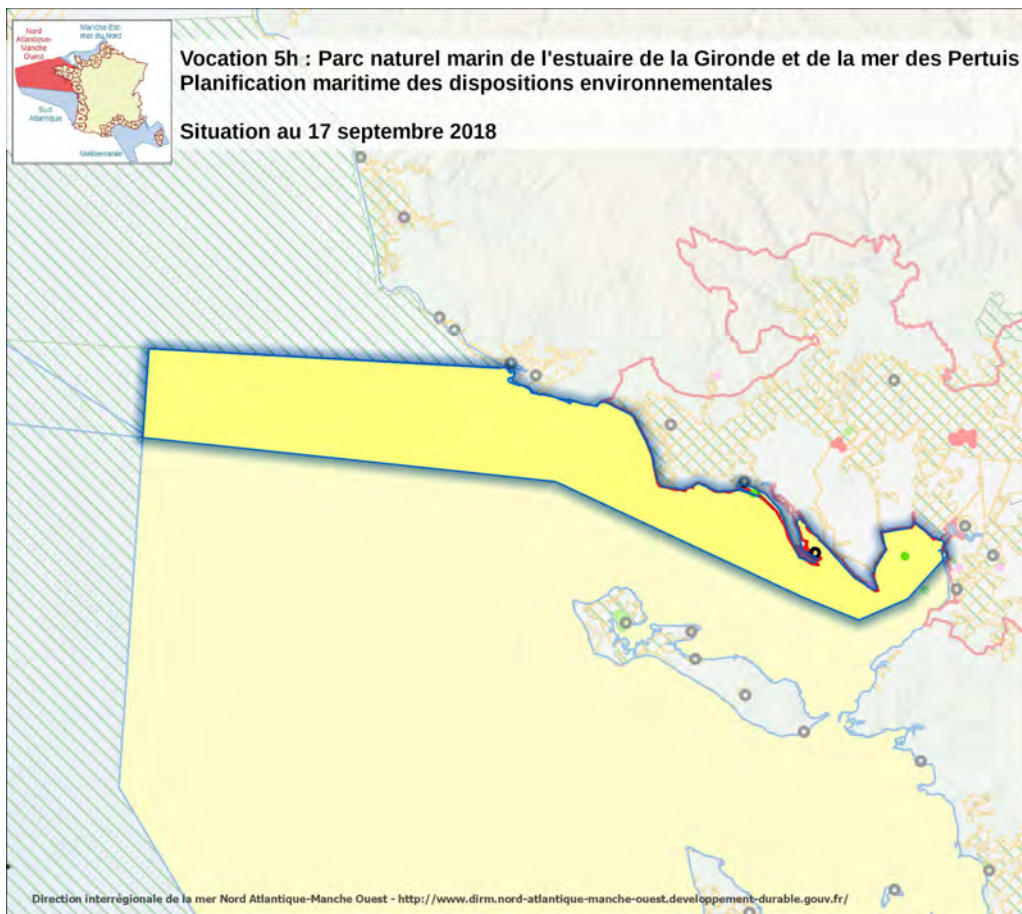 Vocation 5h : Parc naturel marin de l'estuaire de la Gironde et de la mer des Pertuis
Planification maritime des dispositions environnementales
Situation au 17 septembre 2018
Manche Est-
mer du Nord
Nord
Atlantique-
Manche
Ouest
Sud
Atlantique
Méditerranée
Direction interrégionale de la mer Nord Atlantique-Manche Ouest - http://www.dirm.nord-atlantique-manche-ouest.developpement-durable.gouv.fr/